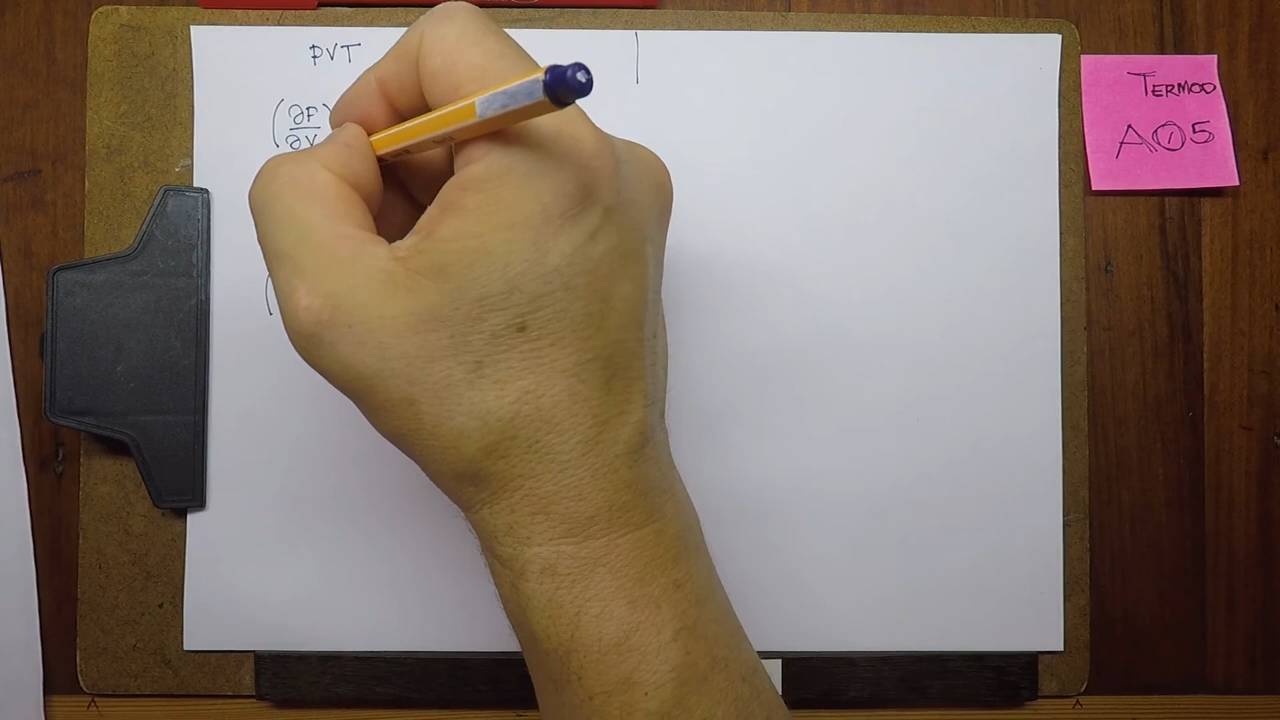 PVT
(∂F/∂V)
(
TERMOD
A05